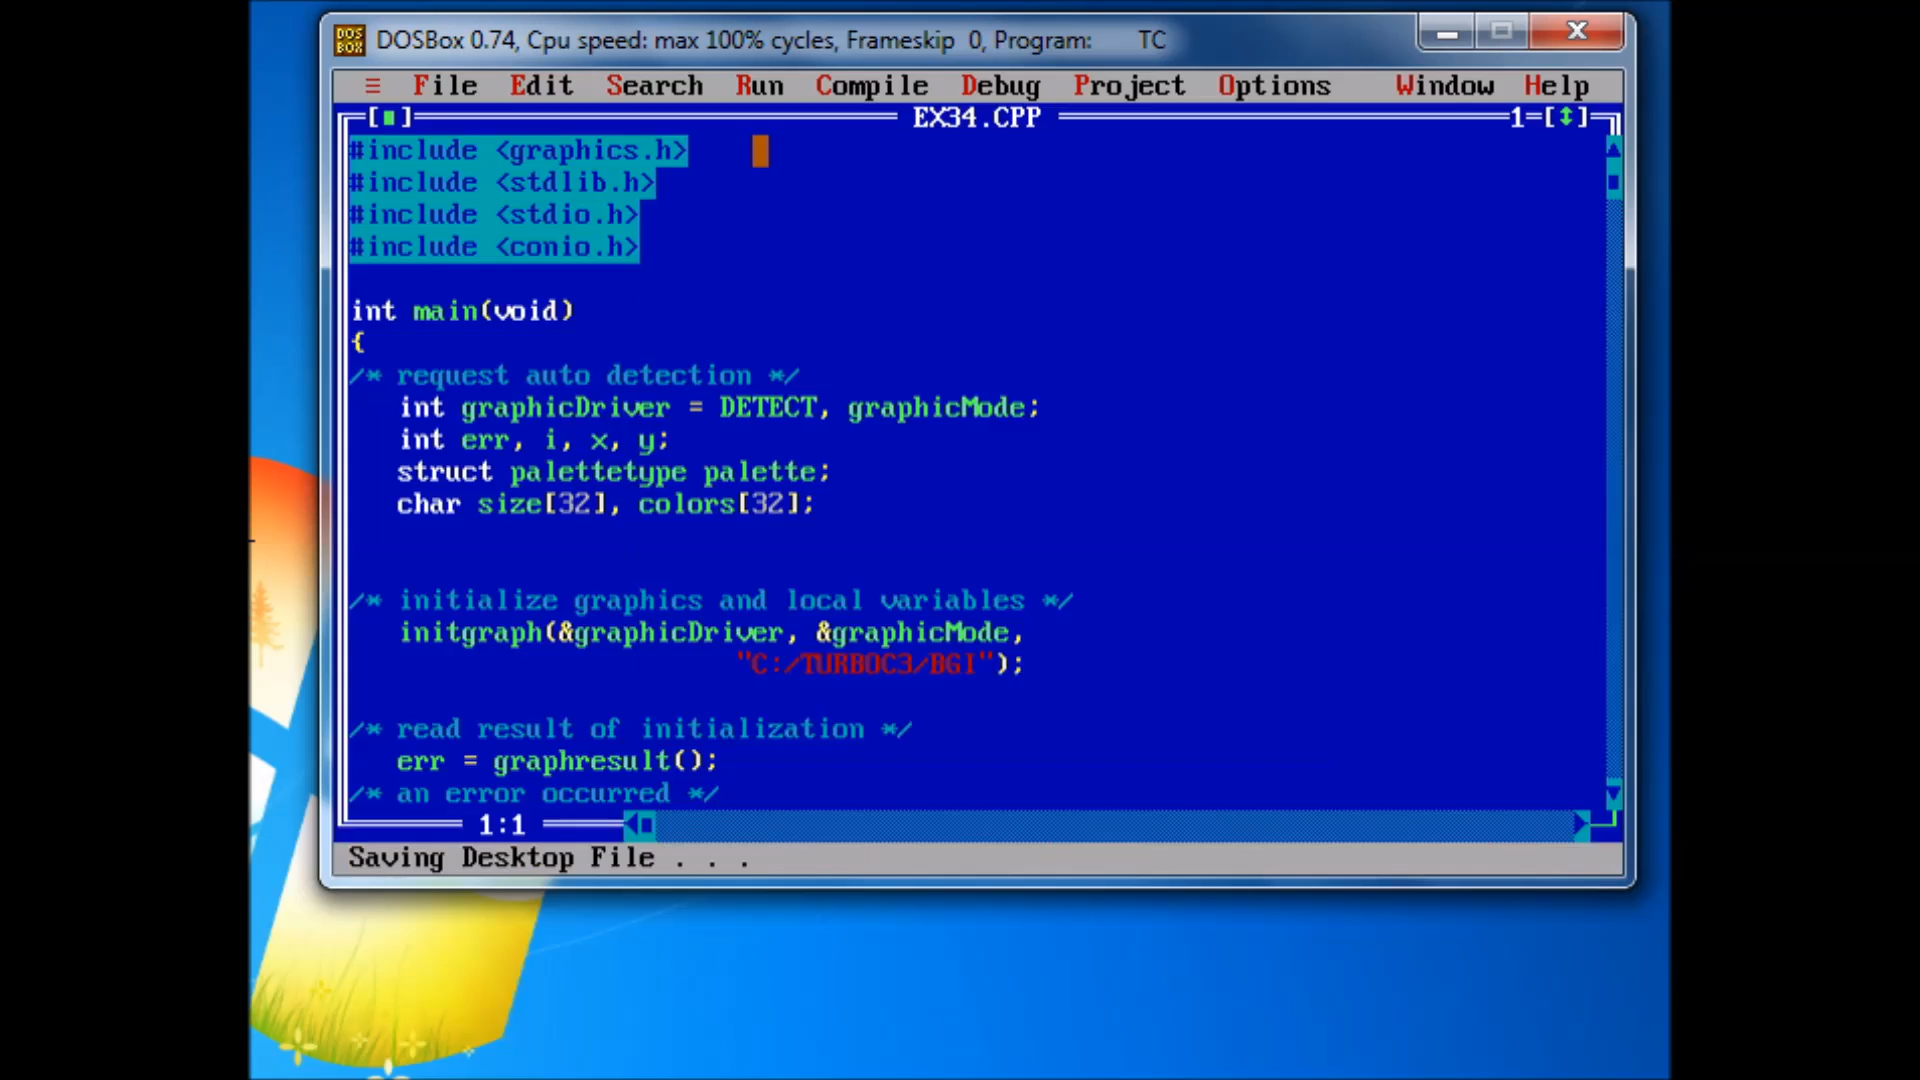 DOS
BOX
DOSBox 0.74, Cpu speed: max 100% cycles, Frameskip 0, Program: TC
≡ File Edit Search Run Compile Debug Project Options Window Help
[■] EX34.CPP 1=[↕]
#include <graphics.h>
#include <stdlib.h>
#include <stdio.h>
#include <conio.h>
int main(void)
{
/* request auto detection */
int graphicDriver = DETECT, graphicMode;
int err, i, x, y;
struct palettetype palette;
char size[32], colors[32];
/* initialize graphics and local variables */
initgraph(&graphicDriver, &graphicMode,
"C:/TURBOC3/BGI");
/* read result of initialization */
err = graphresult();
/* an error occurred */
1:1
Saving Desktop File . . .